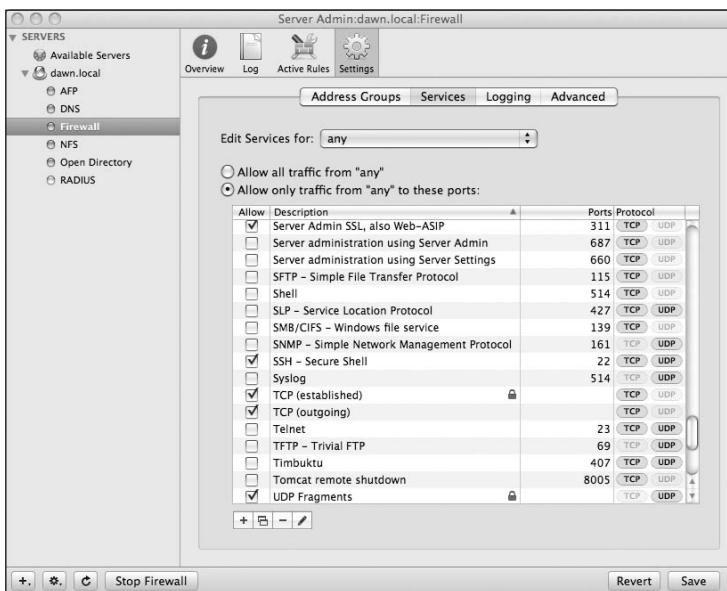 Server Admin:dawn.local:Firewall
SERVERS
Available Servers
dawn.local
AFP
DNS
Firewall
NFS
Open Directory
RADIUS
Overview Log Active Rules Settings
Address Groups Services Logging Advanced
Edit Services for: any
Allow all traffic from "any"
Allow only traffic from "any" to these ports:
Allow Description Ports Protocol
Server Admin SSL, also Web-ASIP 311 TCP UDP
Server administration using Server Admin 687 TCP UDP
Server administration using Server Settings 660 TCP UDP
SFTP – Simple File Transfer Protocol 115 TCP UDP
Shell 514 TCP UDP
SLP – Service Location Protocol 427 TCP UDP
SMB/CIFS – Windows file service 139 TCP UDP
SNMP – Simple Network Management Protocol 161 TCP UDP
SSH – Secure Shell 22 TCP UDP
Syslog 514 TCP UDP
TCP (established) TCP UDP
TCP (outgoing) TCP UDP
Telnet 23 TCP UDP
TFTP – Trivial FTP 69 TCP UDP
Timbuktu 407 TCP UDP
Tomcat remote shutdown 8005 TCP UDP
UDP Fragments TCP UDP
Stop Firewall Revert Save